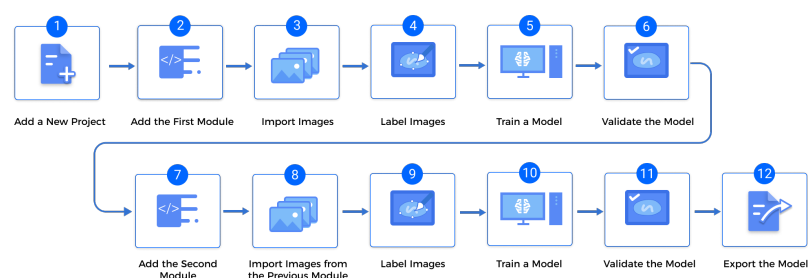 1 2 3 4 5 6
</>
Add a New Project Add the First Module Import Images Label Images Train a Model Validate the Model
7 8 9 10 11 12
</>
Add the Second
Module
Import Images from
the Previous Module
Label Images Train a Model Validate the Model Export the Model